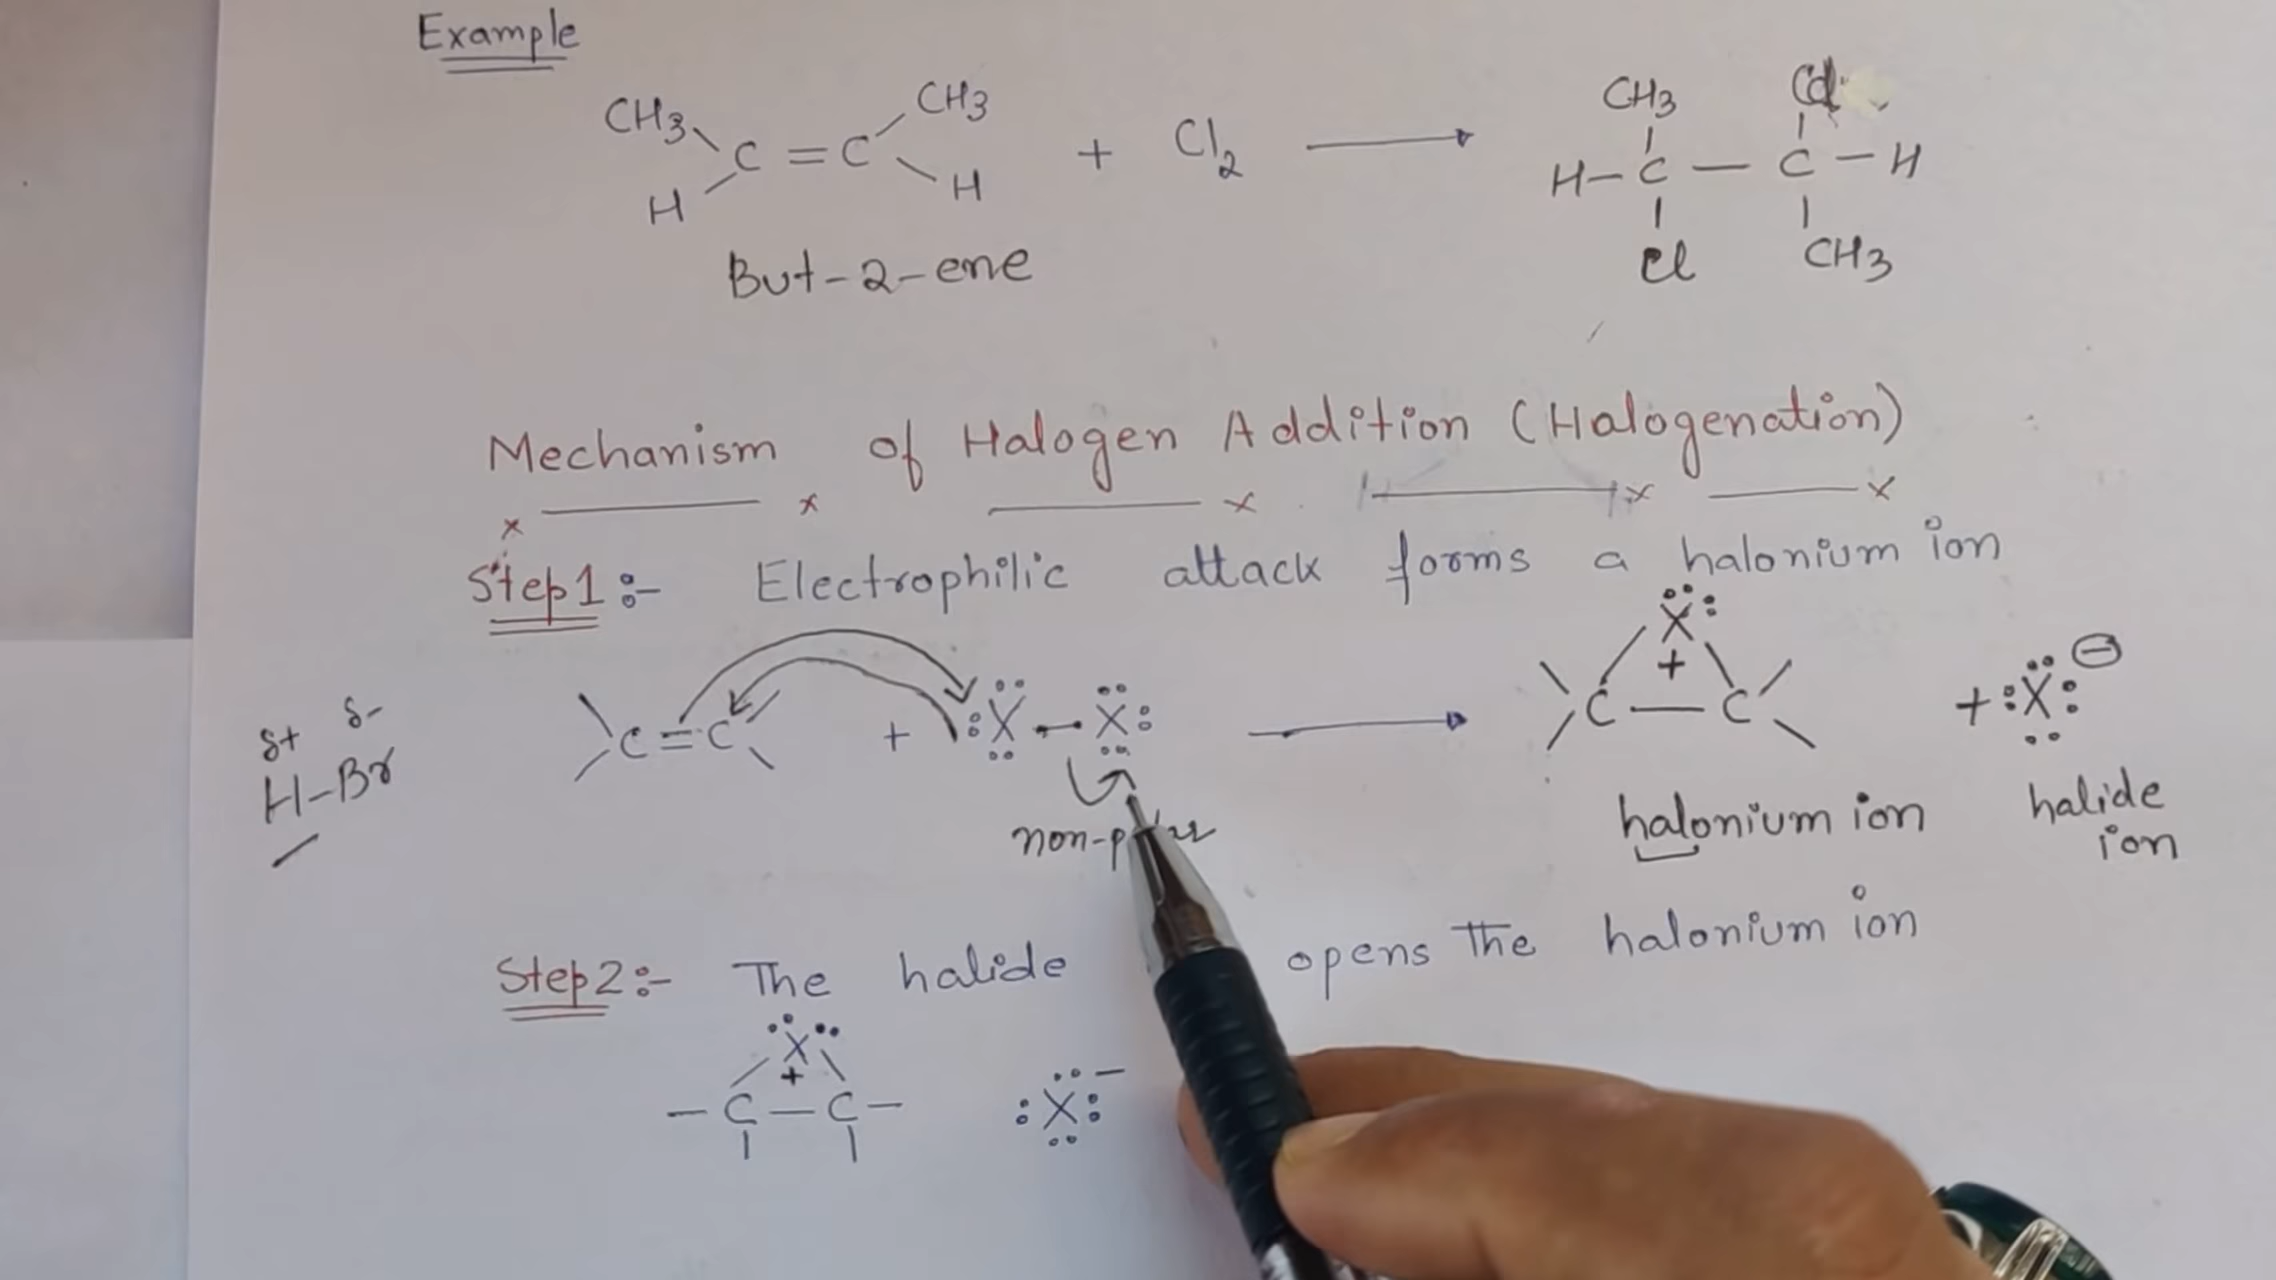 Example
CH3 CH3 CH3 Cl
C = C + Cl2 H - C - C - H
H H
But-2-ene Cl CH3
Mechanism of Halogen Addition (Halogenation)
x x x x x
Step1 :- Electrophilic attack forms a halonium ion
X
+
δ+ δ-
H-Br
C = C + :X - X: C - C + :X: ⊖
halonium ion halide ion
Step2 :- The halide opens the halonium ion
X
+
- C - C - :X: -